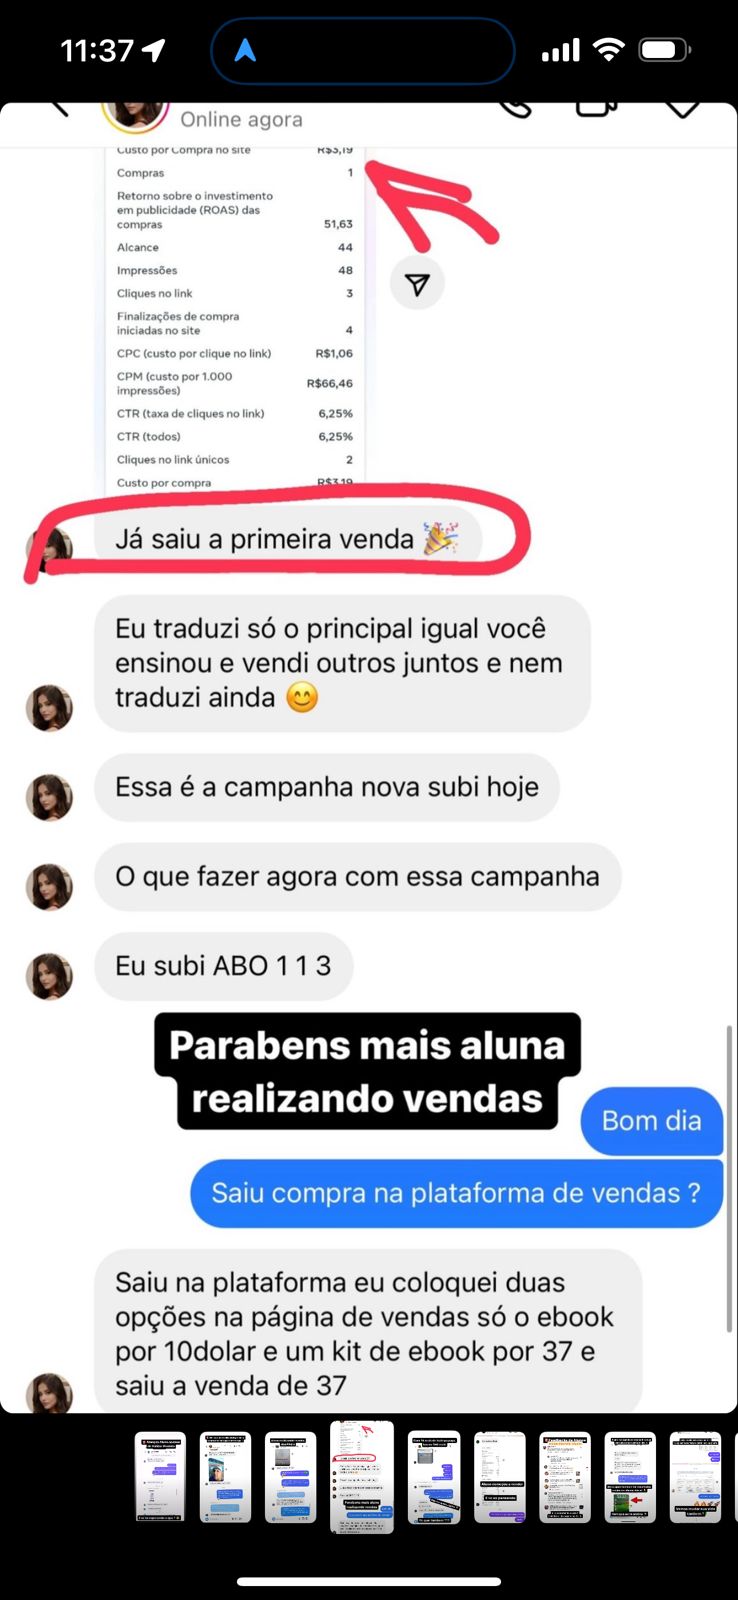 11:37
Online agora
Custo por Compra no site R$3,19
Compras 1
Retorno sobre o investimento
em publicidade (ROAS) das
compras 51,63
Alcance 44
Impressões 48
Cliques no link 3
Finalizações de compra
iniciadas no site 4
CPC (custo por clique no link) R$1,06
CPM (custo por 1.000
impressões) R$66,46
CTR (taxa de cliques no link) 6,25%
CTR (todos) 6,25%
Cliques no link únicos 2
Custo por compra R$3,19
Já saiu a primeira venda 🎉
Eu traduzi só o principal igual você
ensinou e vendi outros juntos e nem
traduzi ainda 😊
Essa é a campanha nova subi hoje
O que fazer agora com essa campanha
Eu subi ABO 1 1 3
Parabens mais aluna
realizando vendas
Bom dia
Saiu compra na plataforma de vendas ?
Saiu na plataforma eu coloquei duas
opções na página de vendas só o ebook
por 10dolar e um kit de ebook por 37 e
saiu a venda de 37